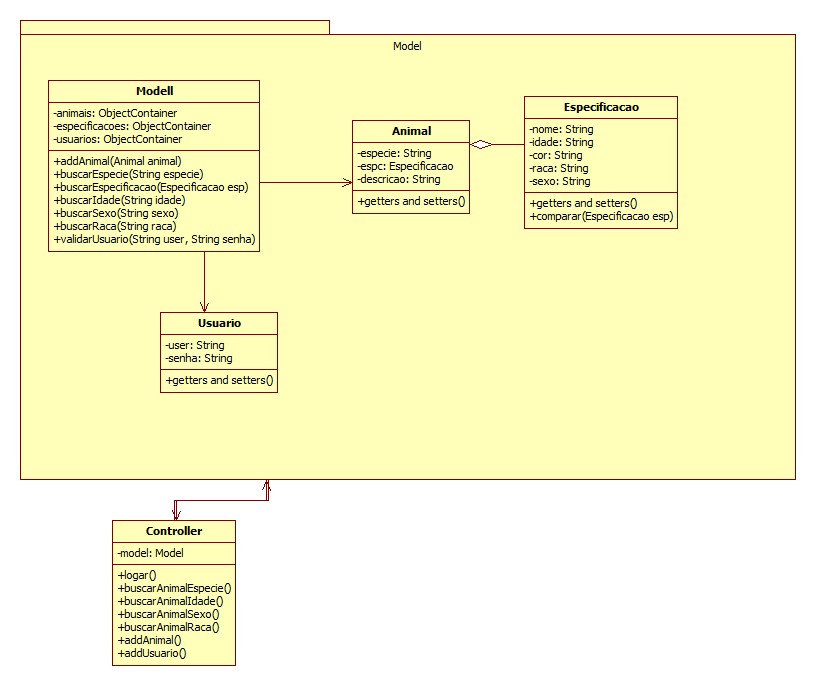 Model
Modell
-animais: ObjectContainer
-especificacoes: ObjectContainer
-usuarios: ObjectContainer
+addAnimal(Animal animal)
+buscarEspecie(String especie)
+buscarEspecificacao(Especificacao esp)
+buscarIdade(String idade)
+buscarSexo(String sexo)
+buscarRaca(String raca)
+validarUsuario(String user, String senha)
Animal
-especie: String
-espc: Especificacao
-descricao: String
+getters and setters()
Especificacao
-nome: String
-idade: String
-cor: String
-raca: String
-sexo: String
+getters and setters()
+comparar(Especificacao esp)
Usuario
-user: String
-senha: String
+getters and setters()
Controller
-model: Model
+logar()
+buscarAnimalEspecie()
+buscarAnimalIdade()
+buscarAnimalSexo()
+buscarAnimalRaca()
+addAnimal()
+addUsuario()